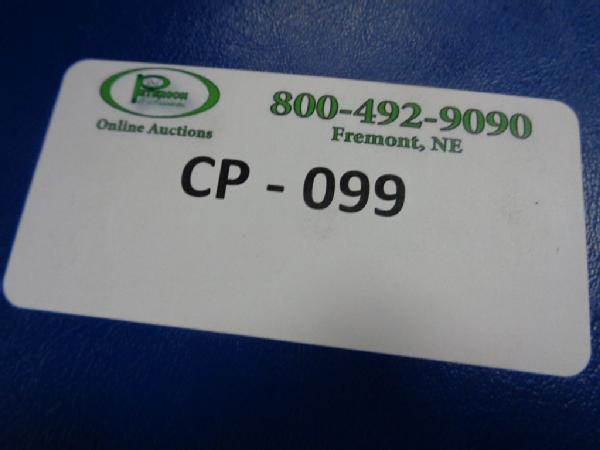 800-492-9090
Online Auctions
Fremont, NE
CP - 099